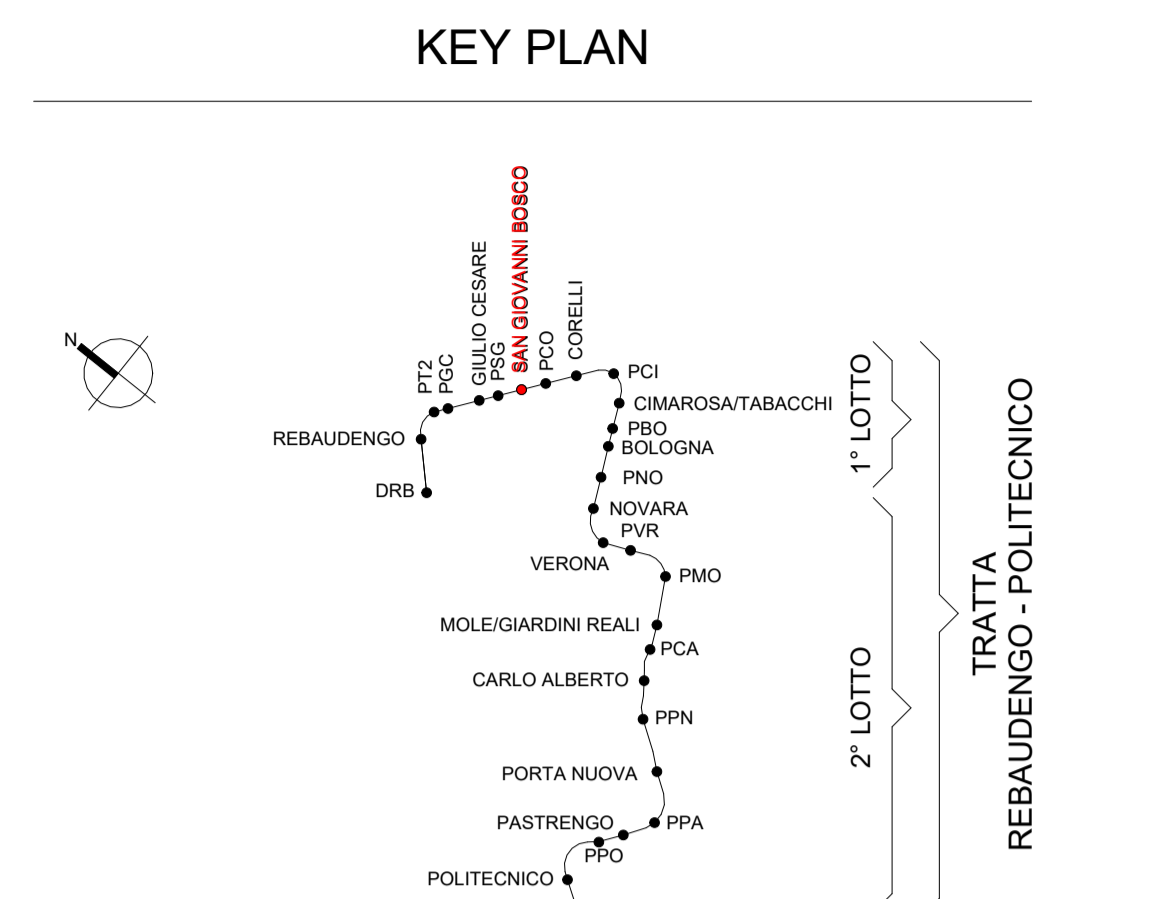 KEY PLAN
N
PT2
PGC
GIULIO CESARE
PSG
SAN GIOVANNI BOSCO
PCO
CORELLI
PCI
CIMAROSA/TABACCHI
REBAUDENGO
PBO
BOLOGNA
DRB
PNO
NOVARA
PVR
VERONA
PMO
MOLE/GIARDINI REALI
PCA
CARLO ALBERTO
PPN
PORTA NUOVA
PASTRENGO
PPA
PPO
POLITECNICO
1° LOTTO
2° LOTTO
TRATTA
REBAUDENGO - POLITECNICO